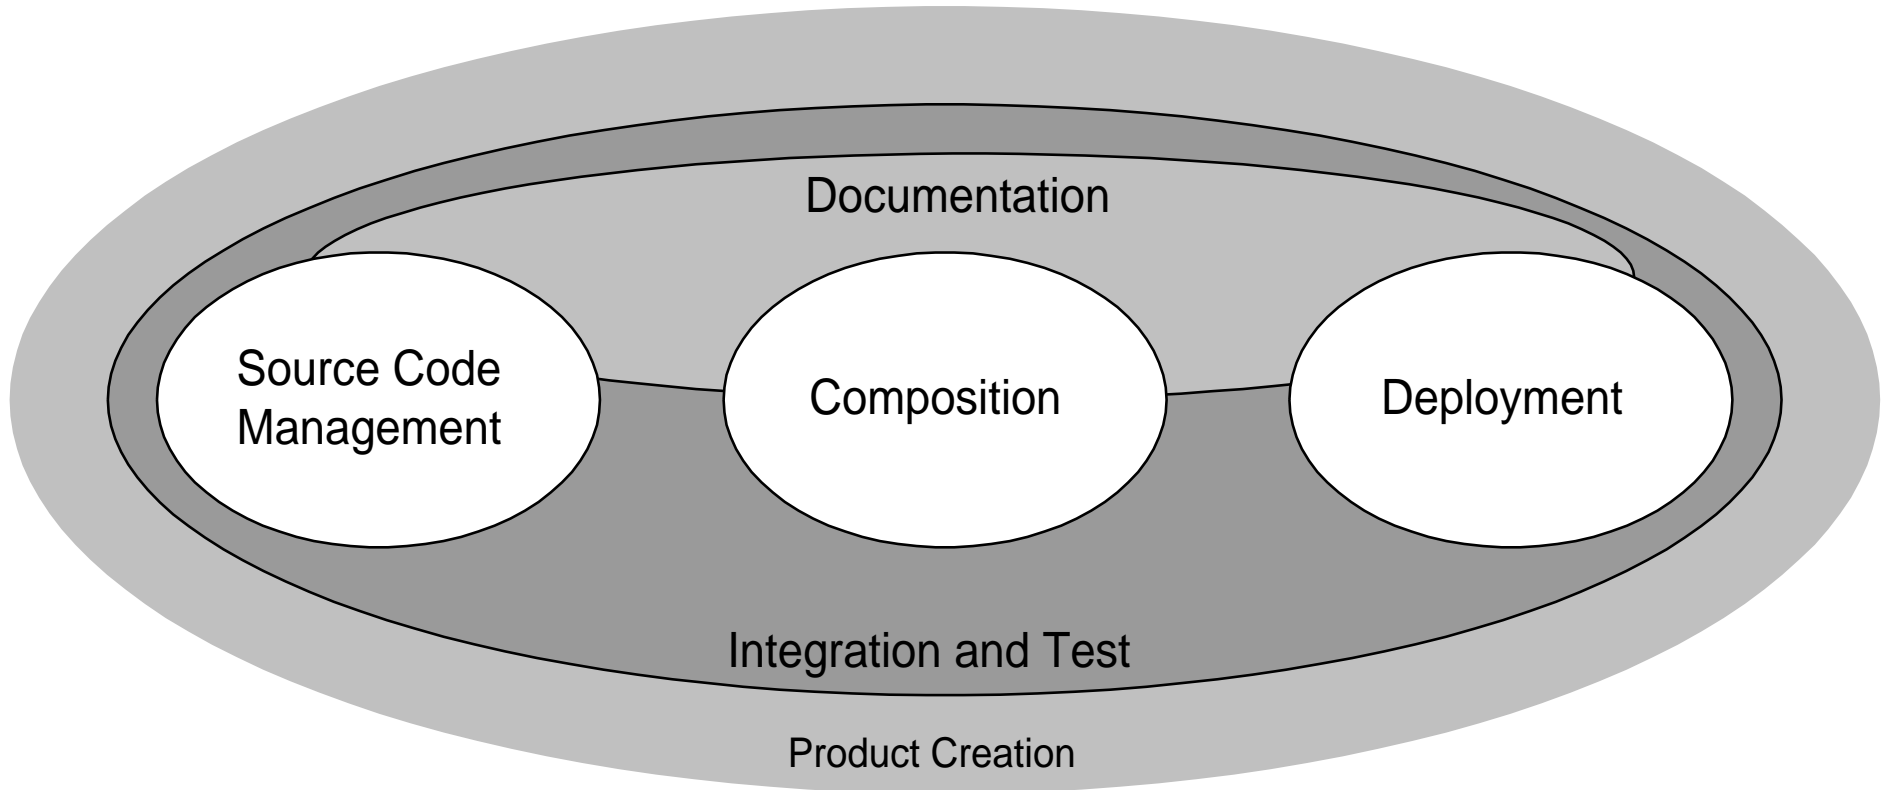 Documentation
Source Code
Management
Composition
Deployment
Integration and Test
Product Creation